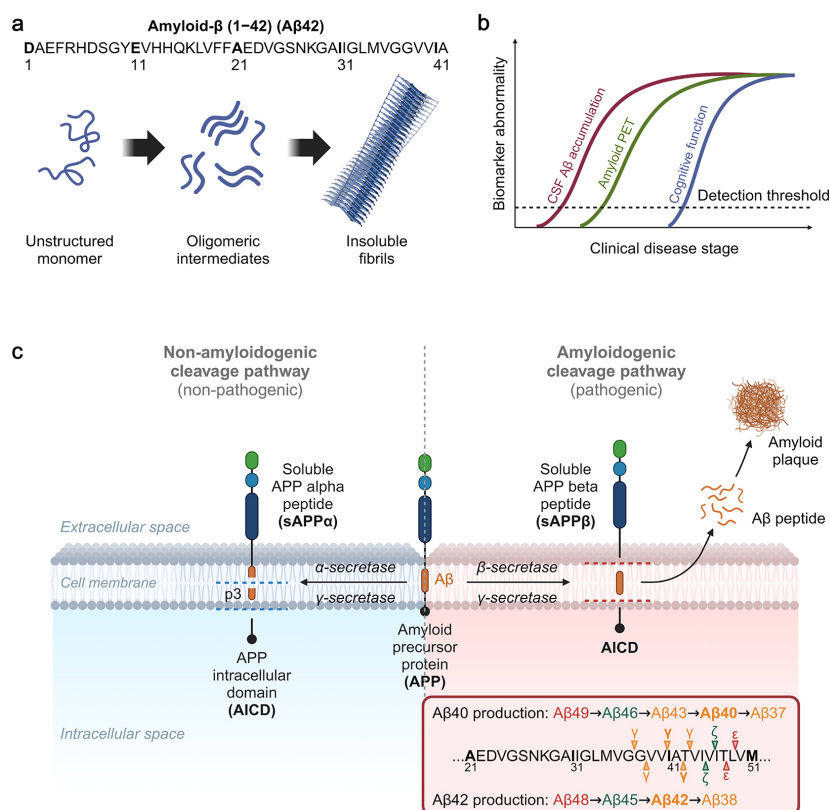 a
Amyloid-β (1−42) (Aβ42)
DAEFRHDSGYEVHHQKLVFFAEDVGSNKGAIIGLMVGGVVIA
1 11 21 31 41
Unstructured
monomer
Oligomeric
intermediates
Insoluble
fibrils
b
Biomarker abnormality
CSF Aβ accumulation
Amyloid PET
Cognitive function
Detection threshold
Clinical disease stage
c
Non-amyloidogenic
cleavage pathway
(non-pathogenic)
Amyloidogenic
cleavage pathway
(pathogenic)
Amyloid
plaque
Aβ peptide
Soluble
APP alpha
peptide
(sAPPα)
Soluble
APP beta
peptide
(sAPPβ)
Extracellular space
Cell membrane
p3
α-secretase
γ-secretase
Aβ
β-secretase
γ-secretase
APP
intracellular
domain
(AICD)
Amyloid
precursor
protein
(APP)
AICD
Intracellular space
Aβ40 production: Aβ49→Aβ46→Aβ43→Aβ40→Aβ37
γ γ γ ζ ε
...AEDVGSNKGAIIGLMVGGVVIATVIVITLVM...
21 31 41 51
γ γ ζ ε
Aβ42 production: Aβ48→Aβ45→Aβ42→Aβ38